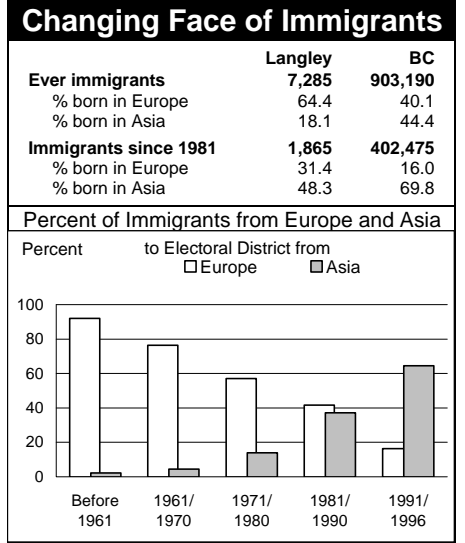 Changing Face of Immigrants
Langley BC
Ever immigrants 7,285 903,190
% born in Europe 64.4 40.1
% born in Asia 18.1 44.4
Immigrants since 1981 1,865 402,475
% born in Europe 31.4 16.0
% born in Asia 48.3 69.8
Percent of Immigrants from Europe and Asia
Percent to Electoral District from
Europe Asia
100
80
60
40
20
0
Before 1961/ 1971/ 1981/ 1991/
1961 1970 1980 1990 1996